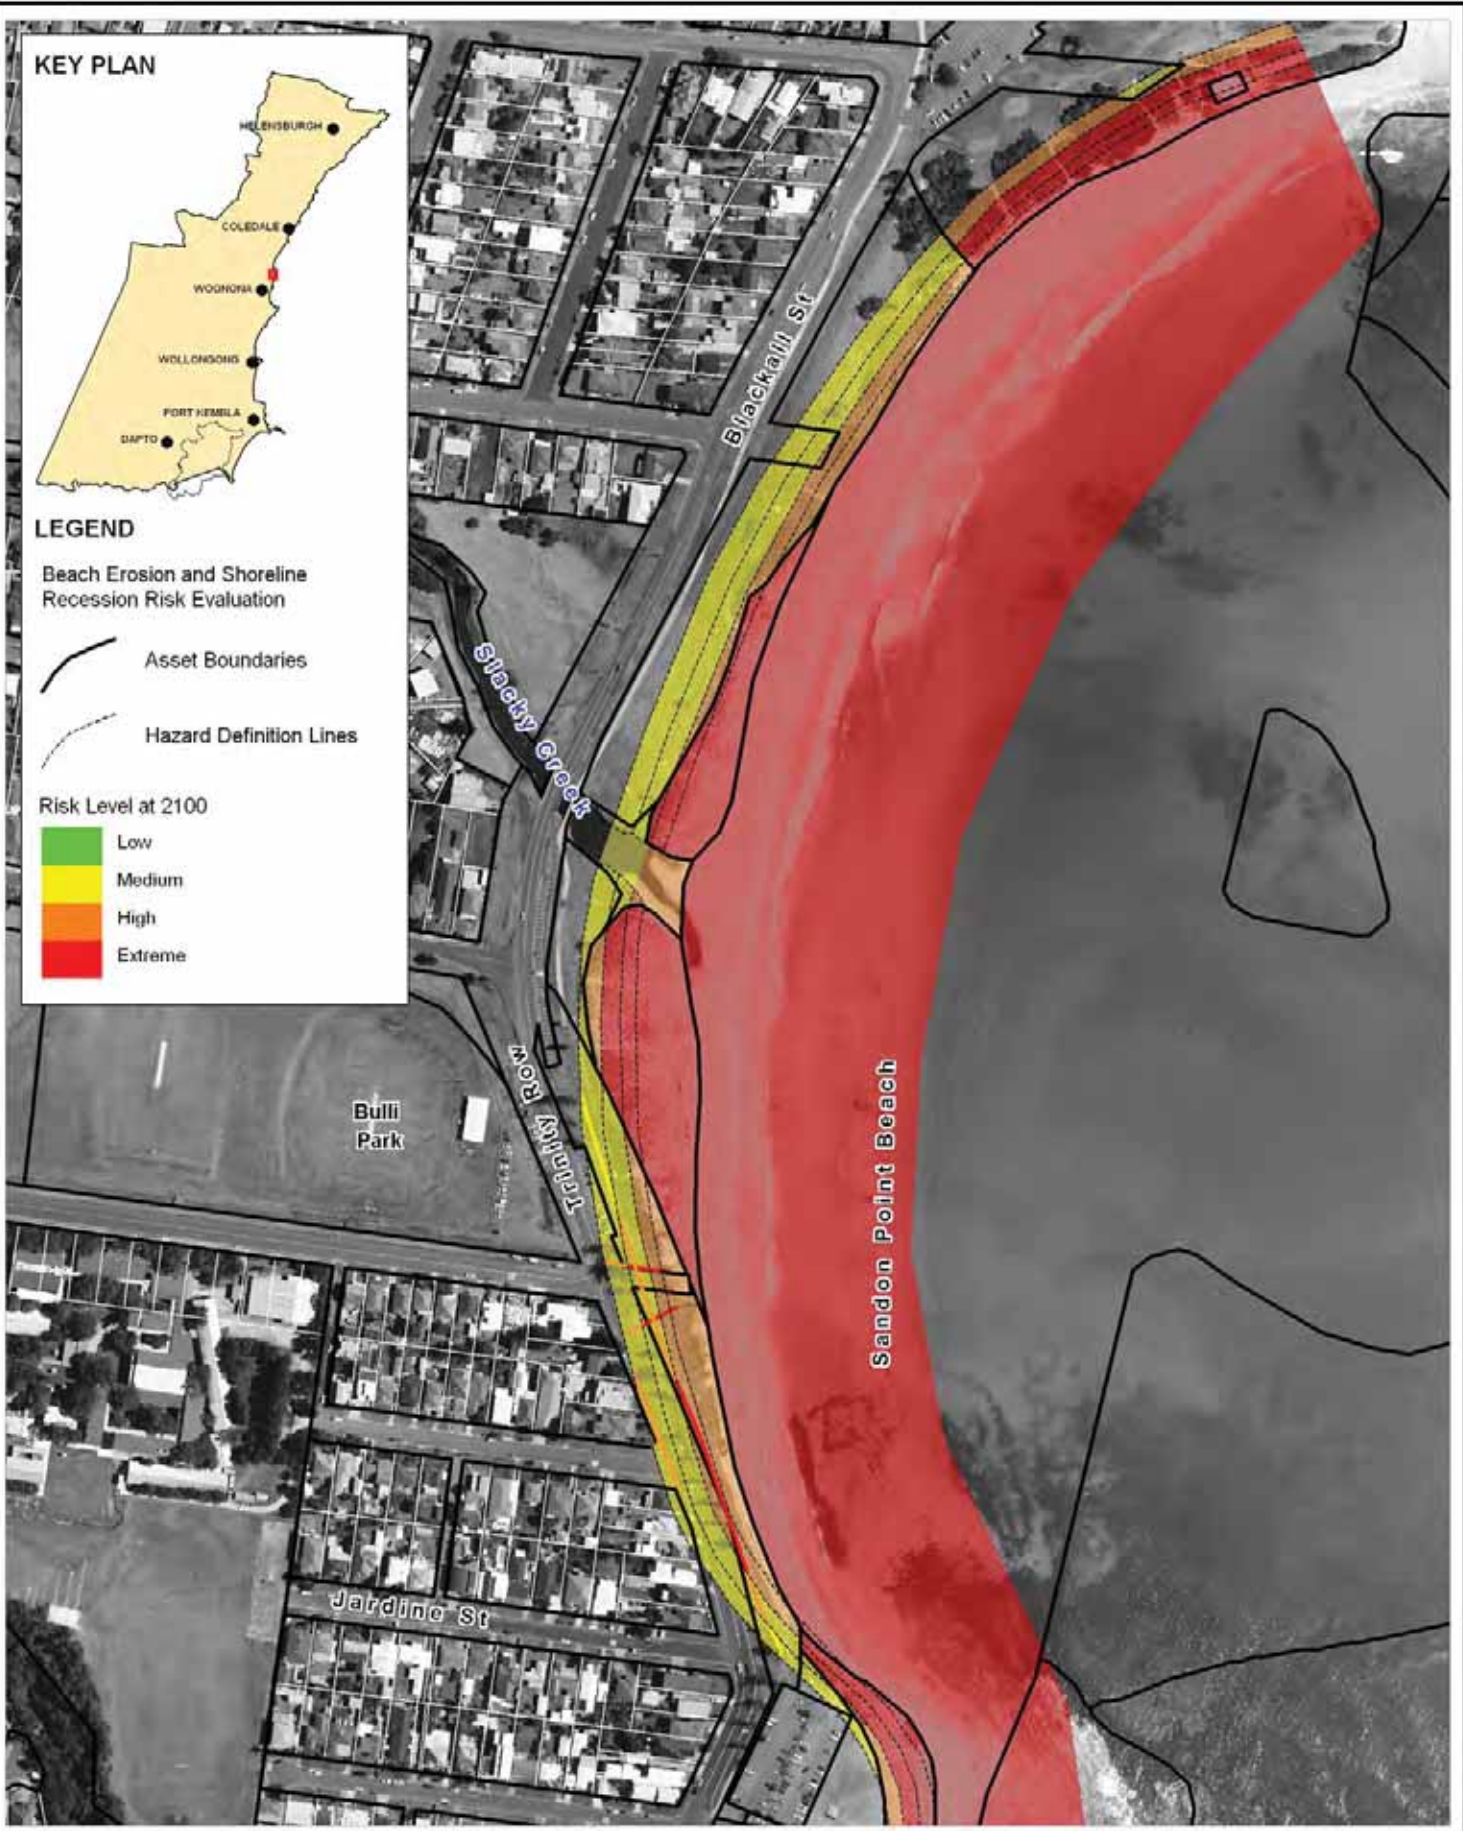 KEY PLAN
HELENSBURGH
COLEDALE
WOONONA
WOLLONGONG
PORT KEMBLA
DAPTO
LEGEND
Beach Erosion and Shoreline
Recession Risk Evaluation
Asset Boundaries
Hazard Definition Lines
Risk Level at 2100
Low
Medium
High
Extreme
Blackall St
Slacky Creek
Trinity Row
Bulli
Park
Sandon Point Beach
Jardine St